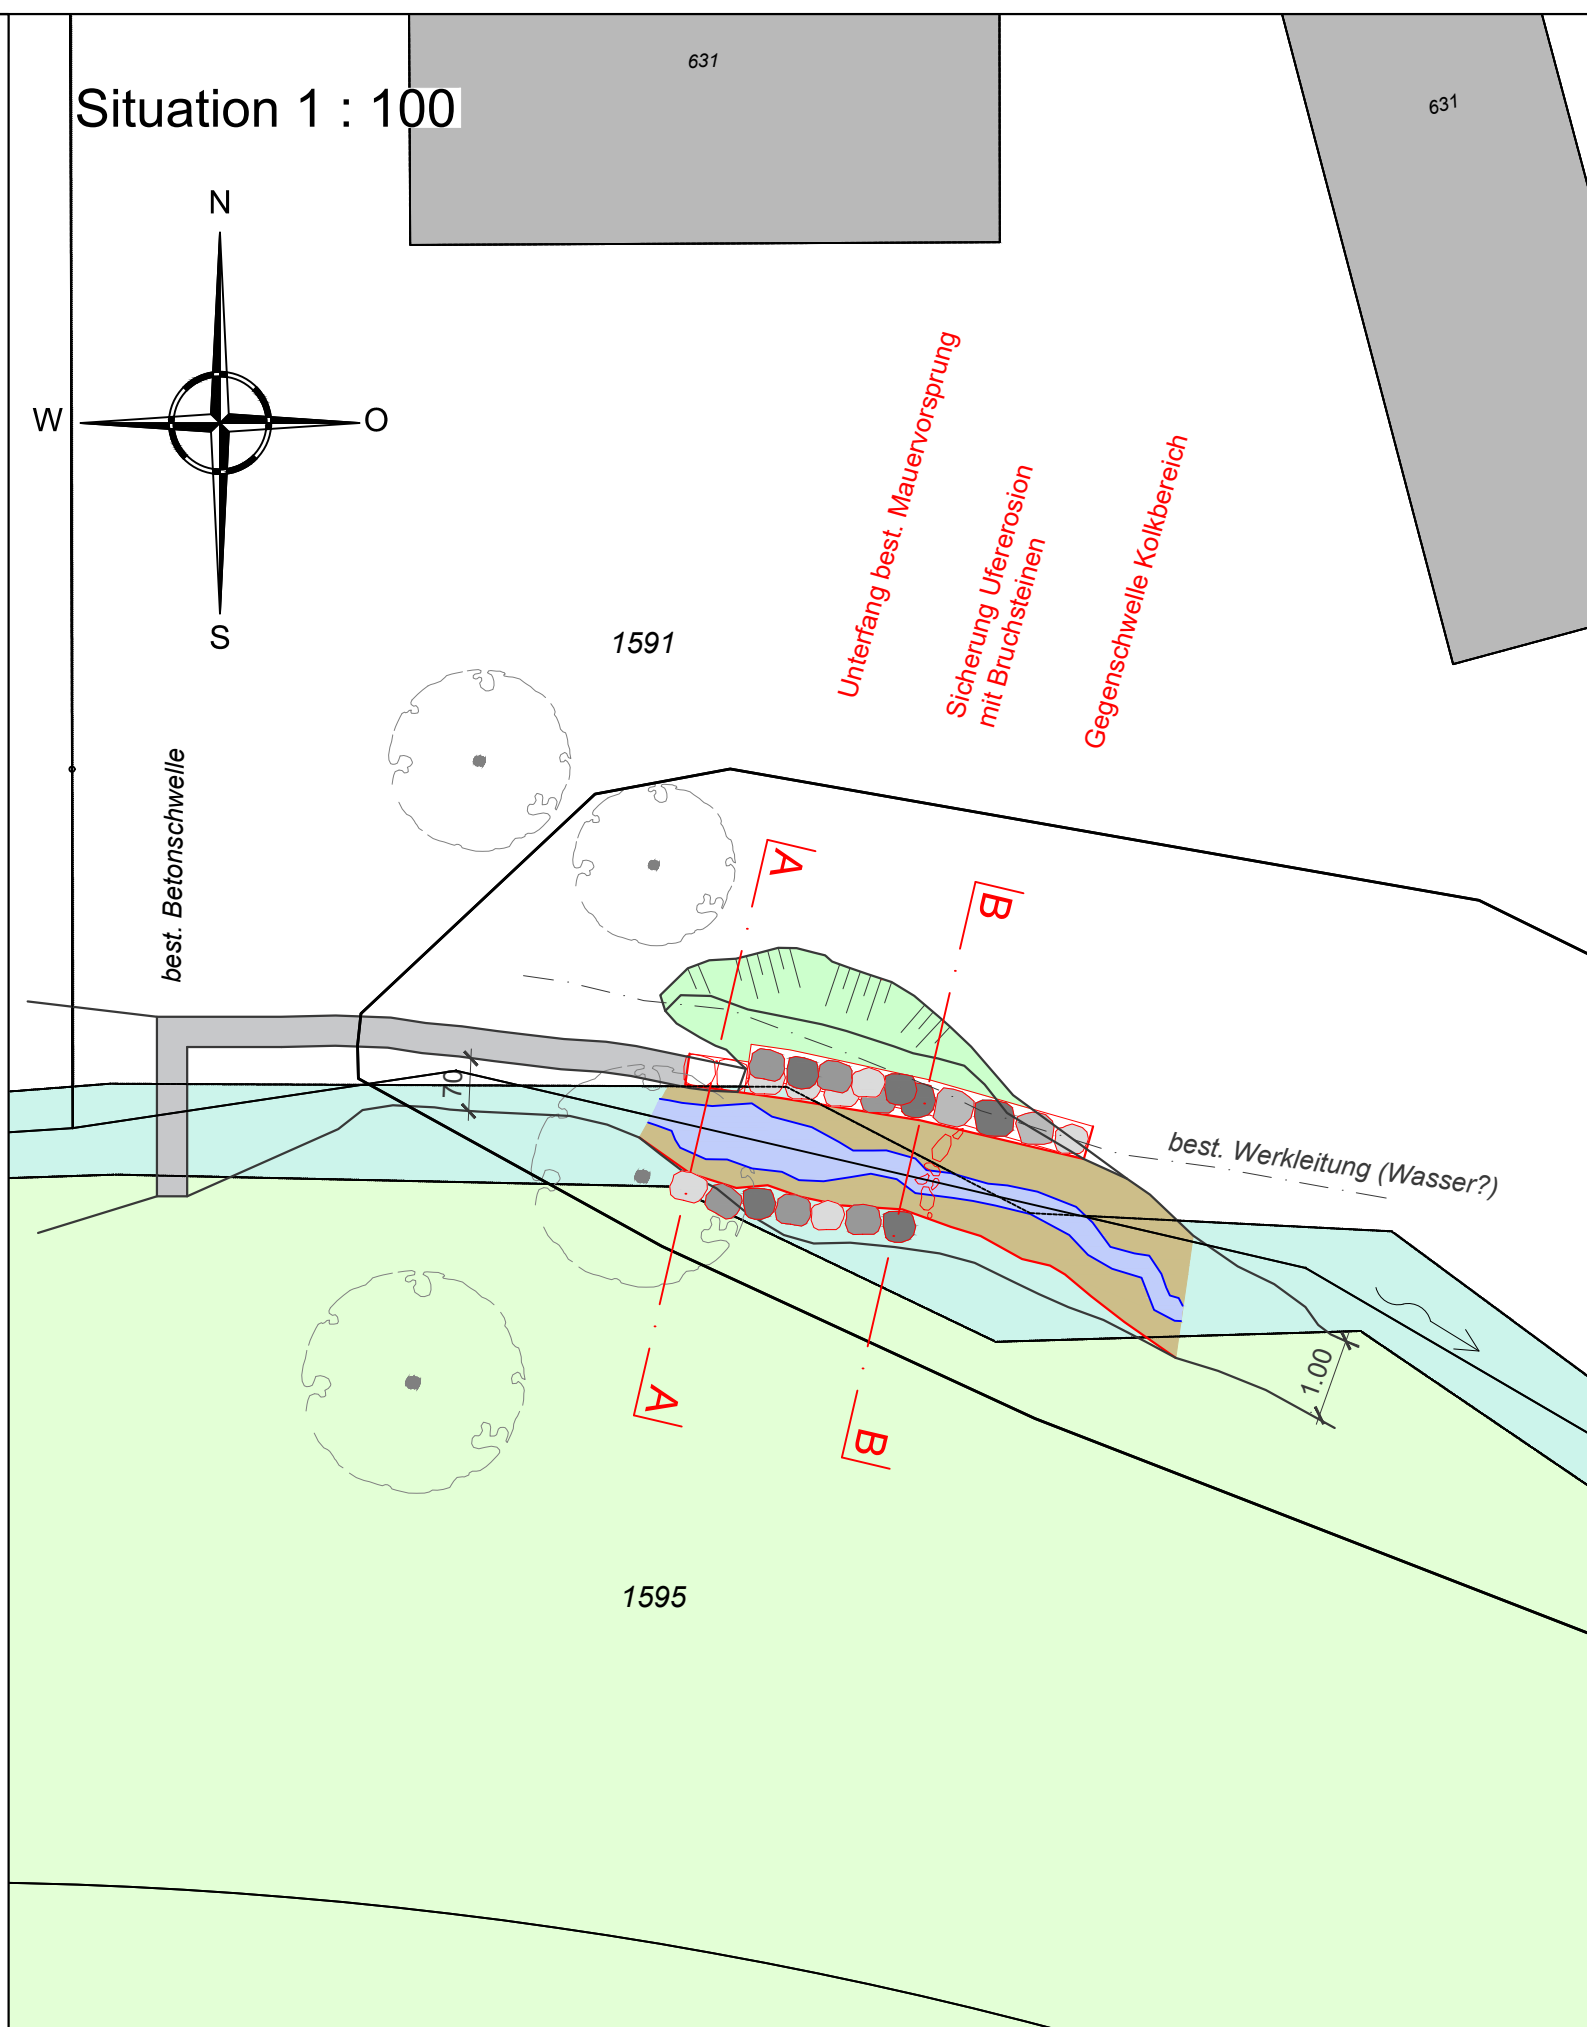 631
631
Situation 1 : 100
N
W
O
S
Unterfang best. Mauervorsprung
Sicherung Ufererosion
mit Bruchsteinen
Gegenschwelle Kolkbereich
1591
best. Betonschwelle
A
B
70
best. Werkleitung (Wasser?)
1.00
A
B
1595